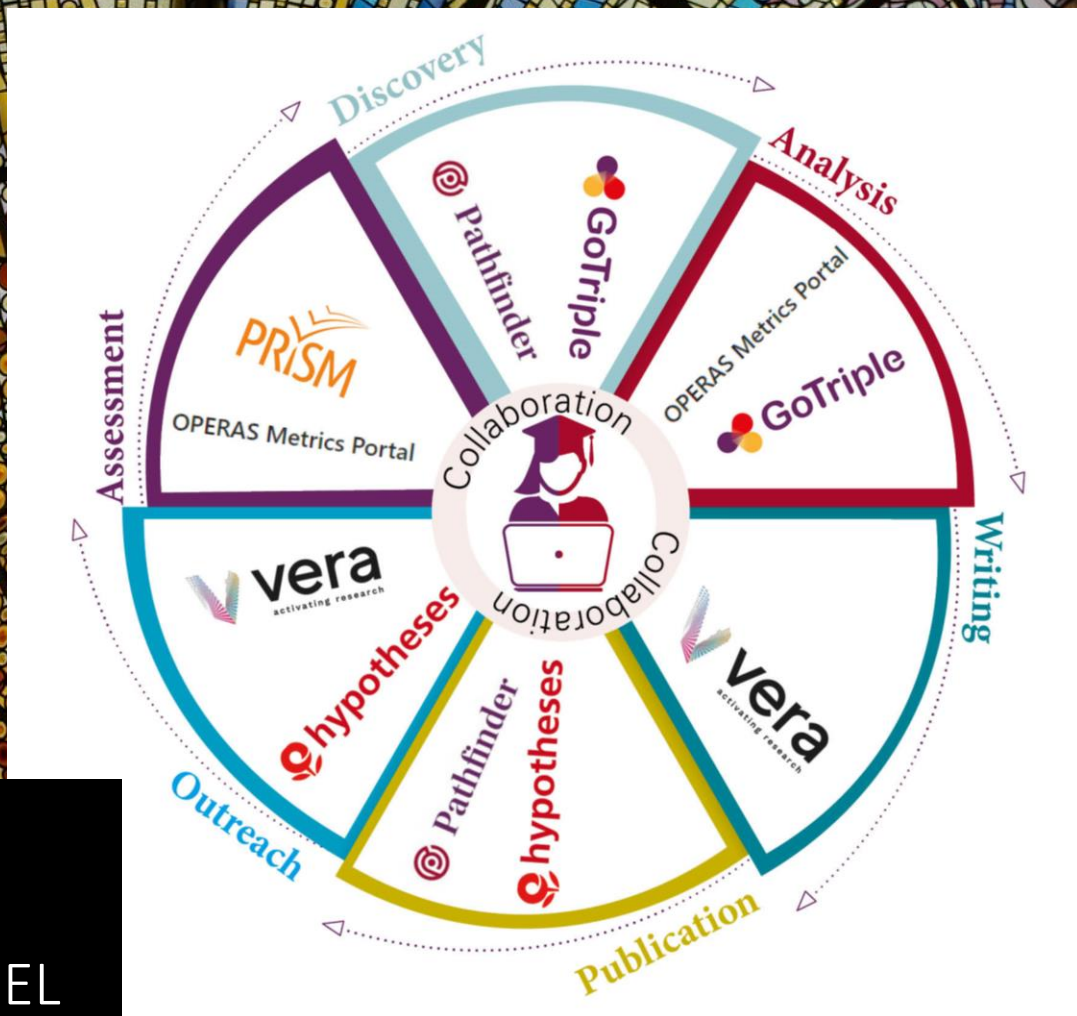 Discovery
Pathfinder
GoTriple
Analysis
OPERAS Metrics Portal
GoTriple
Writing
vera
activating research
Publication
Pathfinder
hypotheses
Outreach
vera
activating research
hypotheses
Assessment
PRiSM
OPERAS Metrics Portal
Collaboration
Collaboration
EL